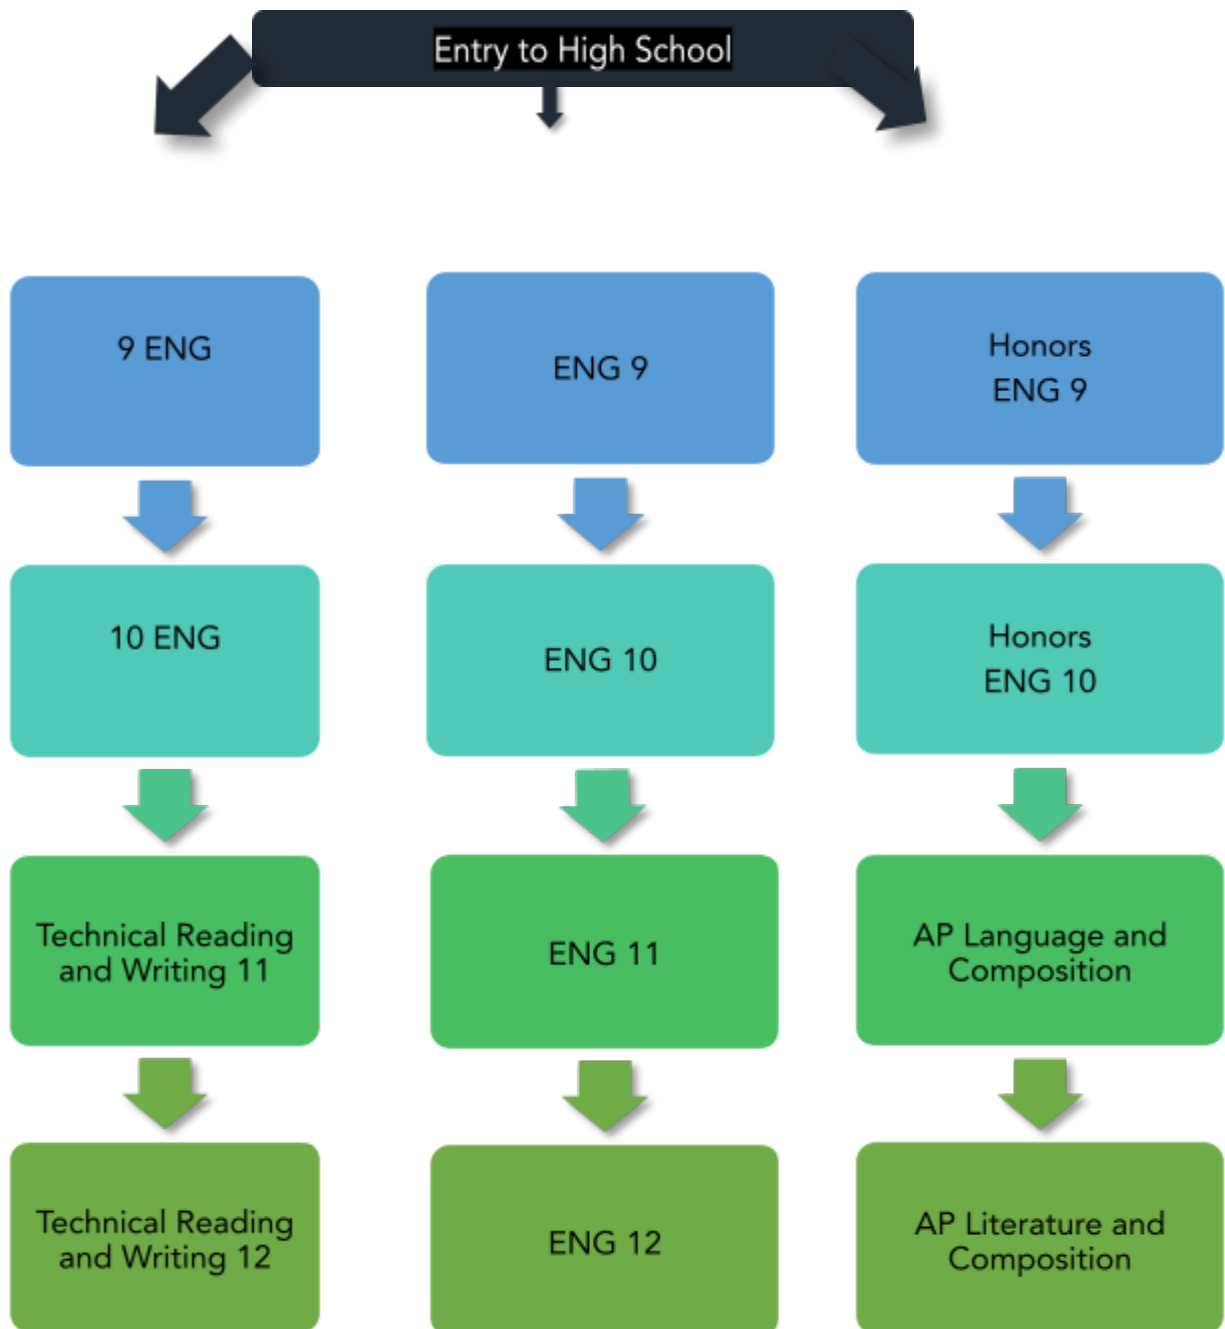 Entry to High School
9 ENG
ENG 9
Honors
ENG 9
10 ENG
ENG 10
Honors
ENG 10
Technical Reading
and Writing 11
ENG 11
AP Language and
Composition
Technical Reading
and Writing 12
ENG 12
AP Literature and
Composition